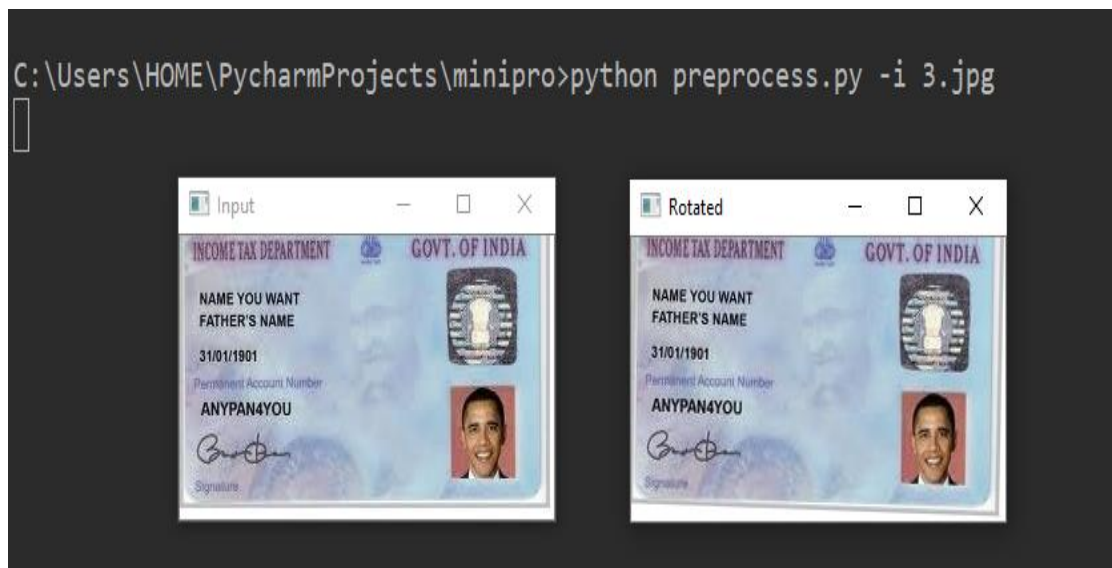 C:\Users\HOME\PycharmProjects\minipro>python preprocess.py -i 3.jpg
Input
INCOME TAX DEPARTMENT GOVT. OF INDIA
NAME YOU WANT
FATHER'S NAME
31/01/1901
Permanent Account Number
ANYPAN4YOU
Signature
Rotated
INCOME TAX DEPARTMENT GOVT. OF INDIA
NAME YOU WANT
FATHER'S NAME
31/01/1901
Permanent Account Number
ANYPAN4YOU
Signature